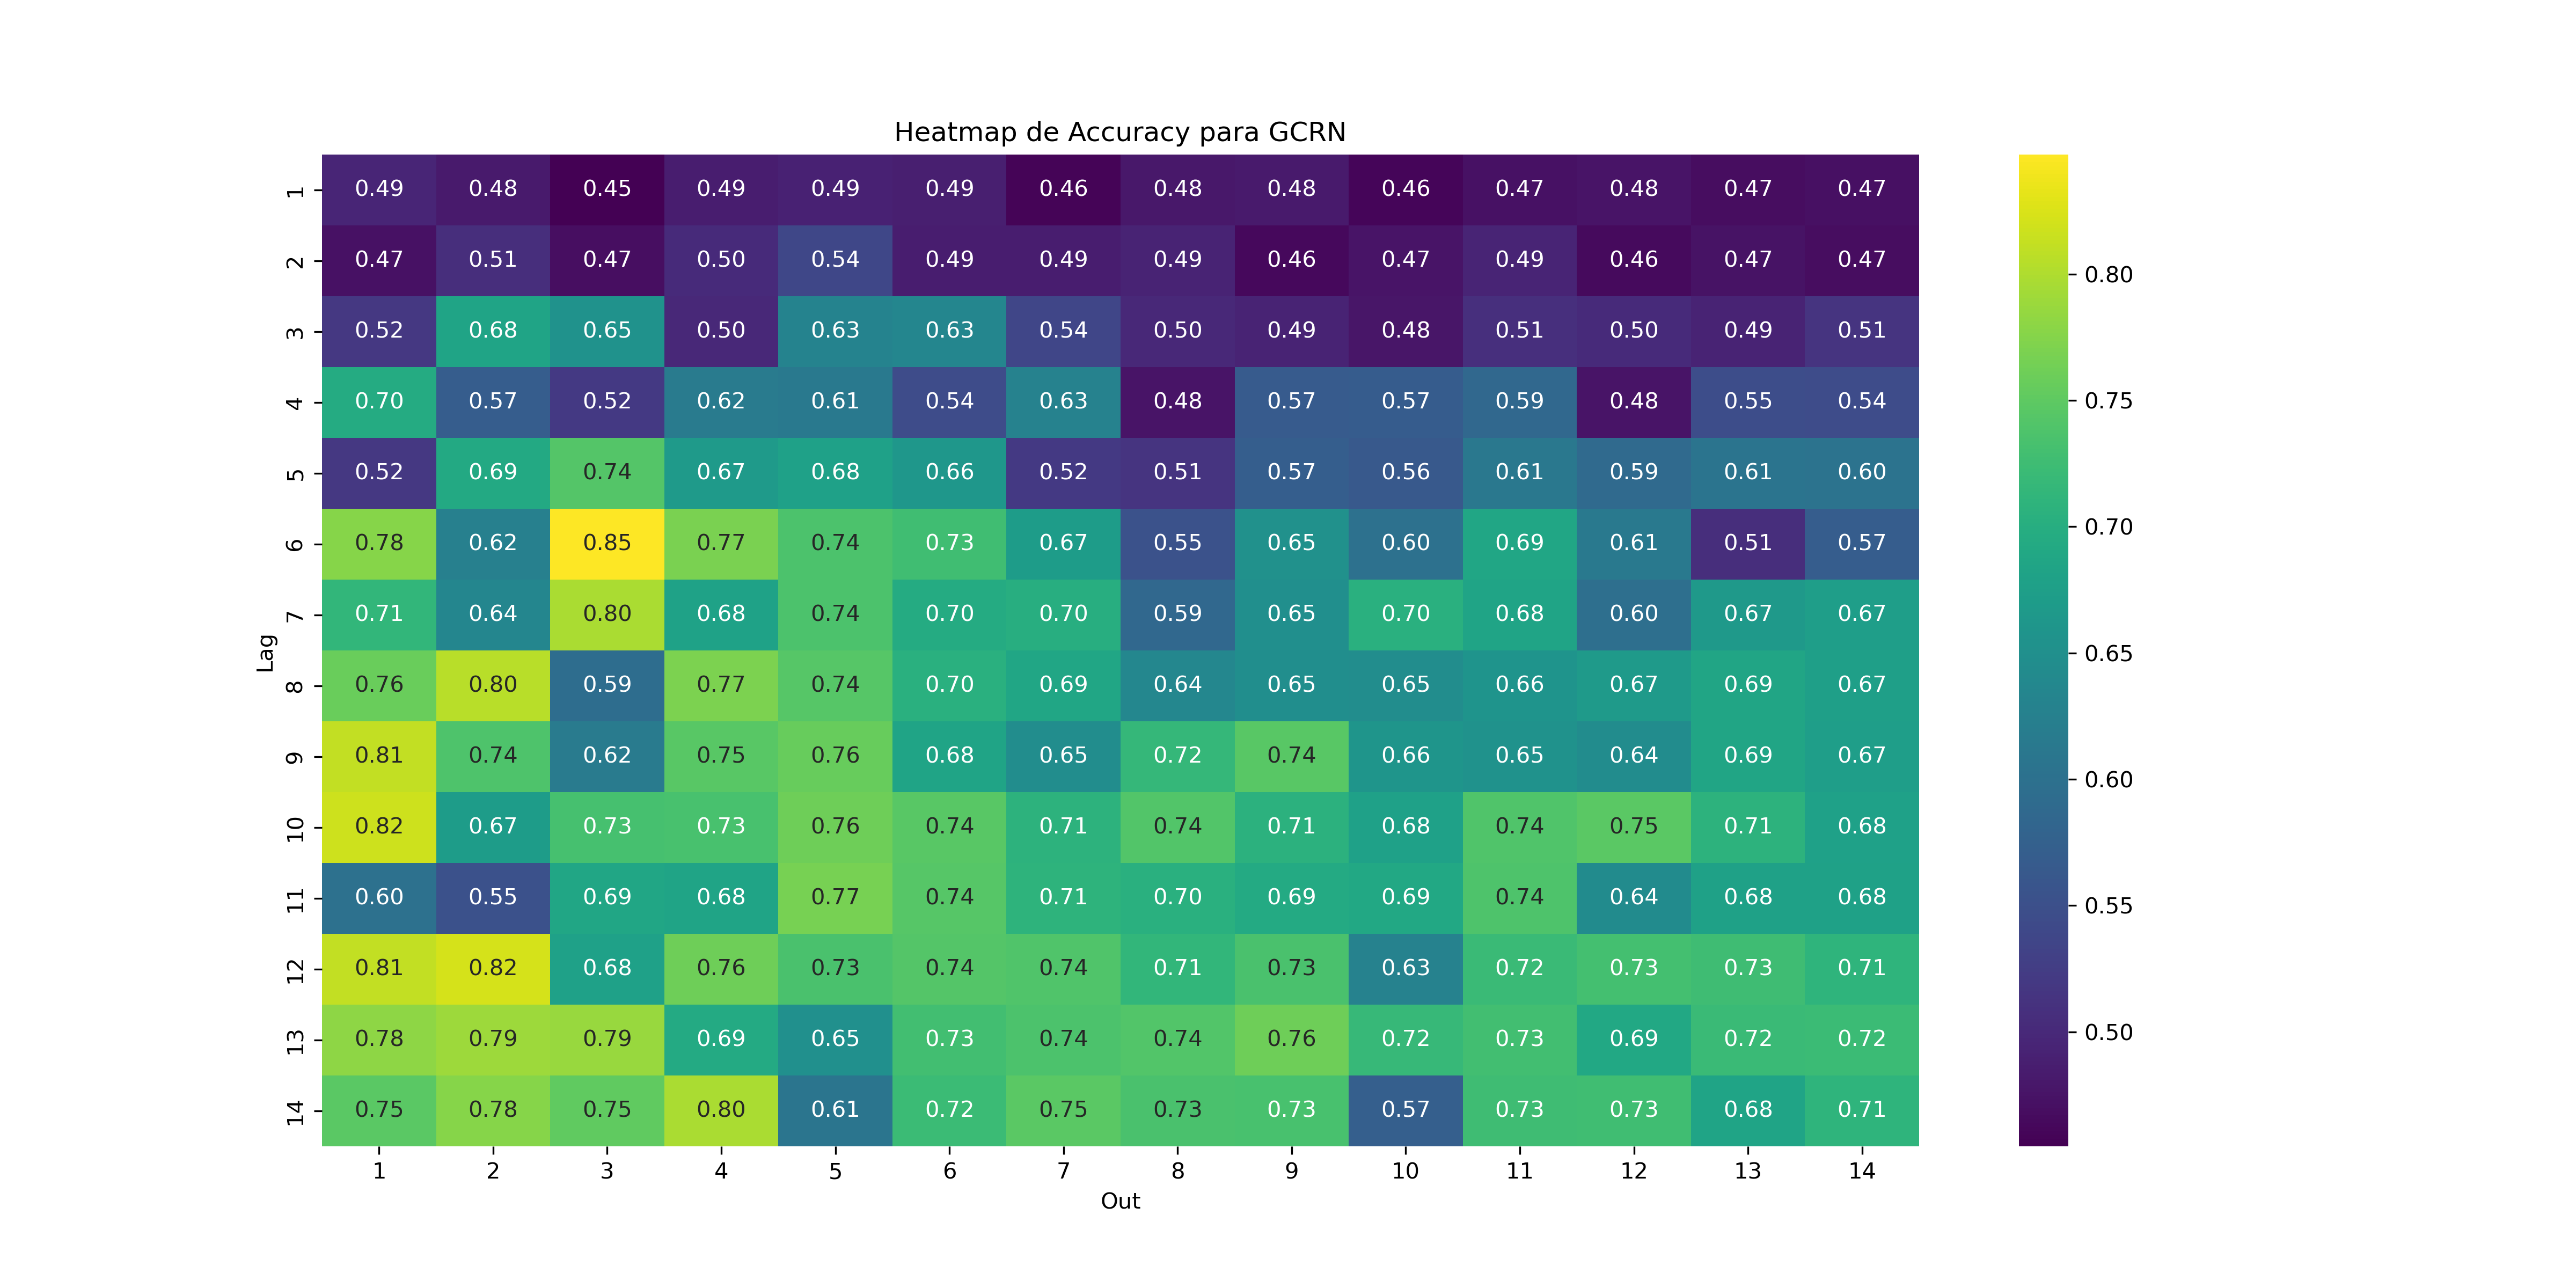 Heatmap de Accuracy para GCRN
1 0.49 0.48 0.45 0.49 0.49 0.49 0.46 0.48 0.48 0.46 0.47 0.48 0.47 0.47
2 0.47 0.51 0.47 0.50 0.54 0.49 0.49 0.49 0.46 0.47 0.49 0.46 0.47 0.47
3 0.52 0.68 0.65 0.50 0.63 0.63 0.54 0.50 0.49 0.48 0.51 0.50 0.49 0.51
4 0.70 0.57 0.52 0.62 0.61 0.54 0.63 0.48 0.57 0.57 0.59 0.48 0.55 0.54
5 0.52 0.69 0.74 0.67 0.68 0.66 0.52 0.51 0.57 0.56 0.61 0.59 0.61 0.60
6 0.78 0.62 0.85 0.77 0.74 0.73 0.67 0.55 0.65 0.60 0.69 0.61 0.51 0.57
7 0.71 0.64 0.80 0.68 0.74 0.70 0.70 0.59 0.65 0.70 0.68 0.60 0.67 0.67
8 0.76 0.80 0.59 0.77 0.74 0.70 0.69 0.64 0.65 0.65 0.66 0.67 0.69 0.67
9 0.81 0.74 0.62 0.75 0.76 0.68 0.65 0.72 0.74 0.66 0.65 0.64 0.69 0.67
10 0.82 0.67 0.73 0.73 0.76 0.74 0.71 0.74 0.71 0.68 0.74 0.75 0.71 0.68
11 0.60 0.55 0.69 0.68 0.77 0.74 0.71 0.70 0.69 0.69 0.74 0.64 0.68 0.68
12 0.81 0.82 0.68 0.76 0.73 0.74 0.74 0.71 0.73 0.63 0.72 0.73 0.73 0.71
13 0.78 0.79 0.79 0.69 0.65 0.73 0.74 0.74 0.76 0.72 0.73 0.69 0.72 0.72
14 0.75 0.78 0.75 0.80 0.61 0.72 0.75 0.73 0.73 0.57 0.73 0.73 0.68 0.71
1 2 3 4 5 6 7 8 9 10 11 12 13 14
Out
Lag
0.80
0.75
0.70
0.65
0.60
0.55
0.50